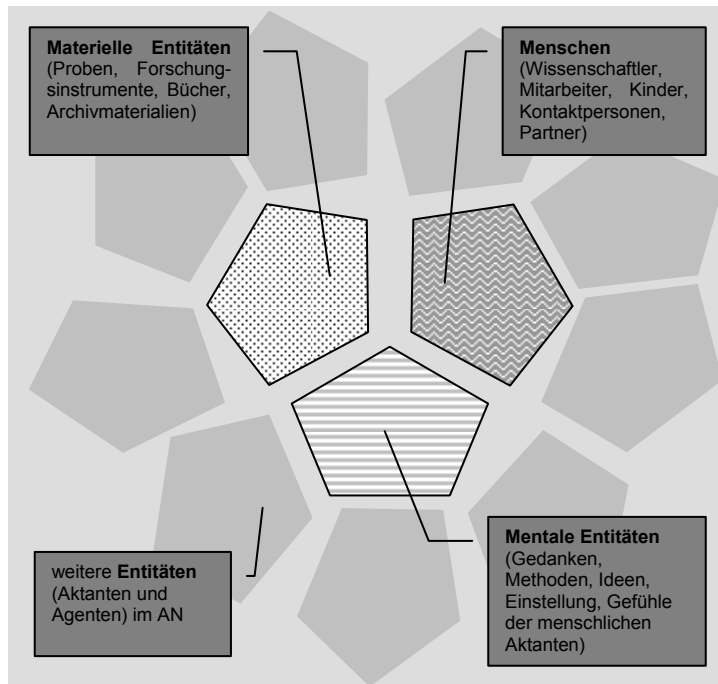 Materielle Entitäten
(Proben, Forschung-
sinstrumente, Bücher,
Archivmaterialien)
Menschen
(Wissenschaftler,
Mitarbeiter, Kinder,
Kontaktpersonen,
Partner)
weitere Entitäten
(Aktanten und
Agenten) im AN
Mentale Entitäten
(Gedanken,
Methoden, Ideen,
Einstellung, Gefühle
der menschlichen
Aktanten)